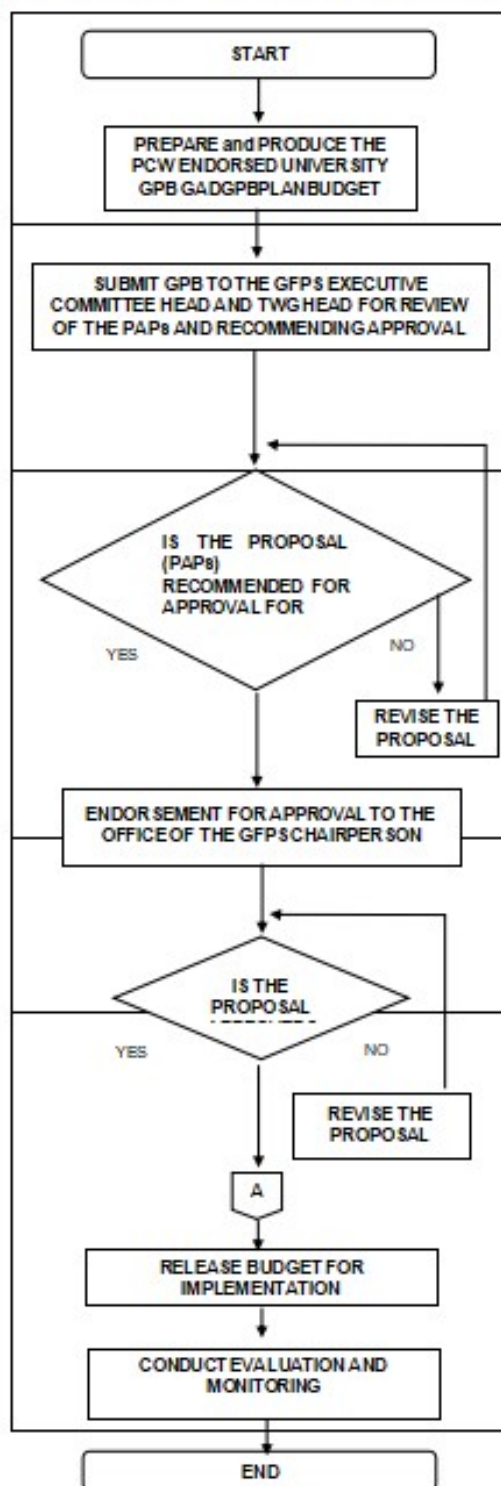 START
PREPARE and PRODUCE THE
PCW ENDORSED UNIVERSITY
GPB GADGPBPLANBUDGET
SUBMIT GPB TO THE GFPS EXECUTIVE
COMMITTEE HEAD AND TWG HEAD FOR REVIEW
OF THE PAPs AND RECOMMENDING APPROVAL
IS THE PROPOSAL
(PAPs)
RECOMMENDED FOR
APPROVAL FOR
YES
NO
REVISE THE
PROPOSAL
ENDORSEMENT FOR APPROVAL TO THE
OFFICE OF THE GFPS CHAIRPERSON
IS THE
PROPOSAL
YES
NO
REVISE THE
PROPOSAL
A
RELEASE BUDGET FOR
IMPLEMENTATION
CONDUCT EVALUATION AND
MONITORING
END